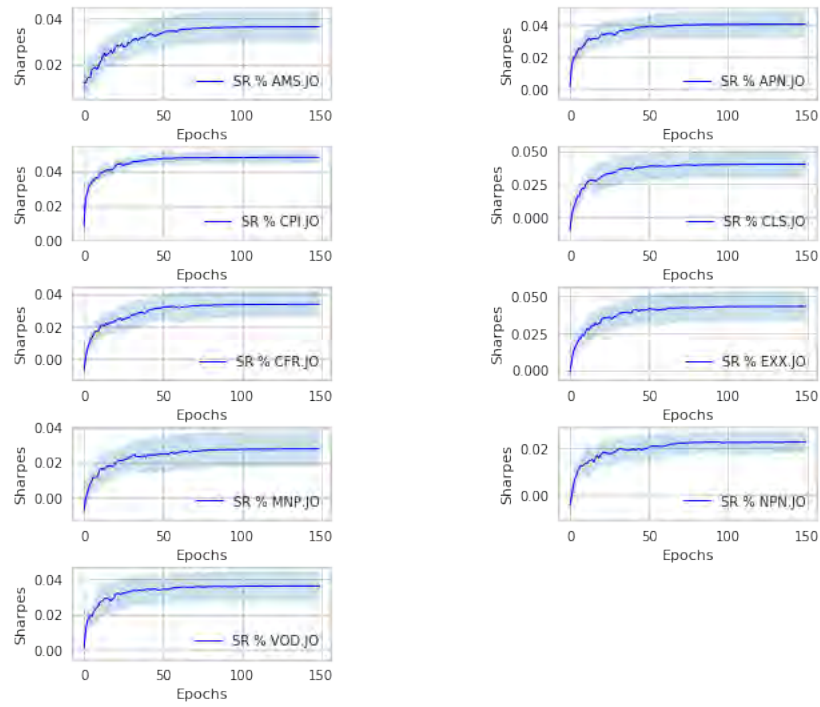 0.04
0.02
Sharpes
SR % AMS.JO
0 50 100 150
Epochs
0.04
0.02
0.00
Sharpes
SR % APN.JO
0 50 100 150
Epochs
0.04
0.02
0.00
Sharpes
SR % CPI.JO
0 50 100 150
Epochs
0.050
0.025
0.000
Sharpes
SR % CLS.JO
0 50 100 150
Epochs
0.04
0.02
0.00
Sharpes
SR % CFR.JO
0 50 100 150
Epochs
0.050
0.025
0.000
Sharpes
SR % EXX.JO
0 50 100 150
Epochs
0.04
0.02
0.00
Sharpes
SR % MNP.JO
0 50 100 150
Epochs
0.02
0.00
Sharpes
SR % NPN.JO
0 50 100 150
Epochs
0.04
0.02
0.00
Sharpes
SR % VOD.JO
0 50 100 150
Epochs